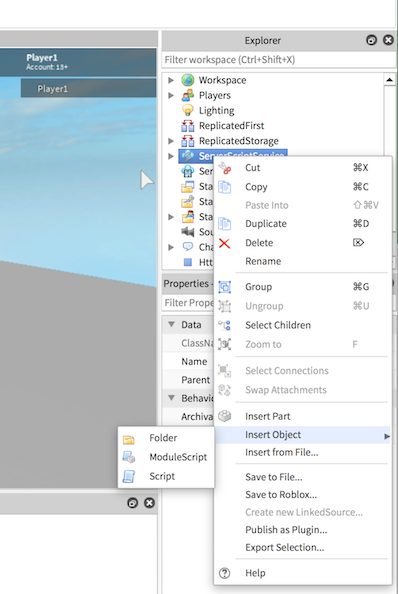 Explorer
Player1
Account: 13+
Player1
Filter workspace (Ctrl+Shift+X)
Workspace
Players
Lighting
ReplicatedFirst
ReplicatedStorage
ServerScriptService
Ser
Sta
Sta
Sta
Sou
Cha
Htt
Cut ⌘X
Copy ⌘C
Paste Into ⇧⌘V
Duplicate ⌘D
Delete ⌦
Rename
Group ⌘G
Ungroup ⌘U
Select Children
Zoom to F
Select Connections
Swap Attachments
Insert Part
Insert Object
Insert from File...
Save to File...
Save to Roblox...
Create new LinkedSource...
Publish as Plugin...
Export Selection...
Help
Properties -
Filter Prope
Data
ClassNa
Name
Parent
Behavio
Archiva
Folder
ModuleScript
Script